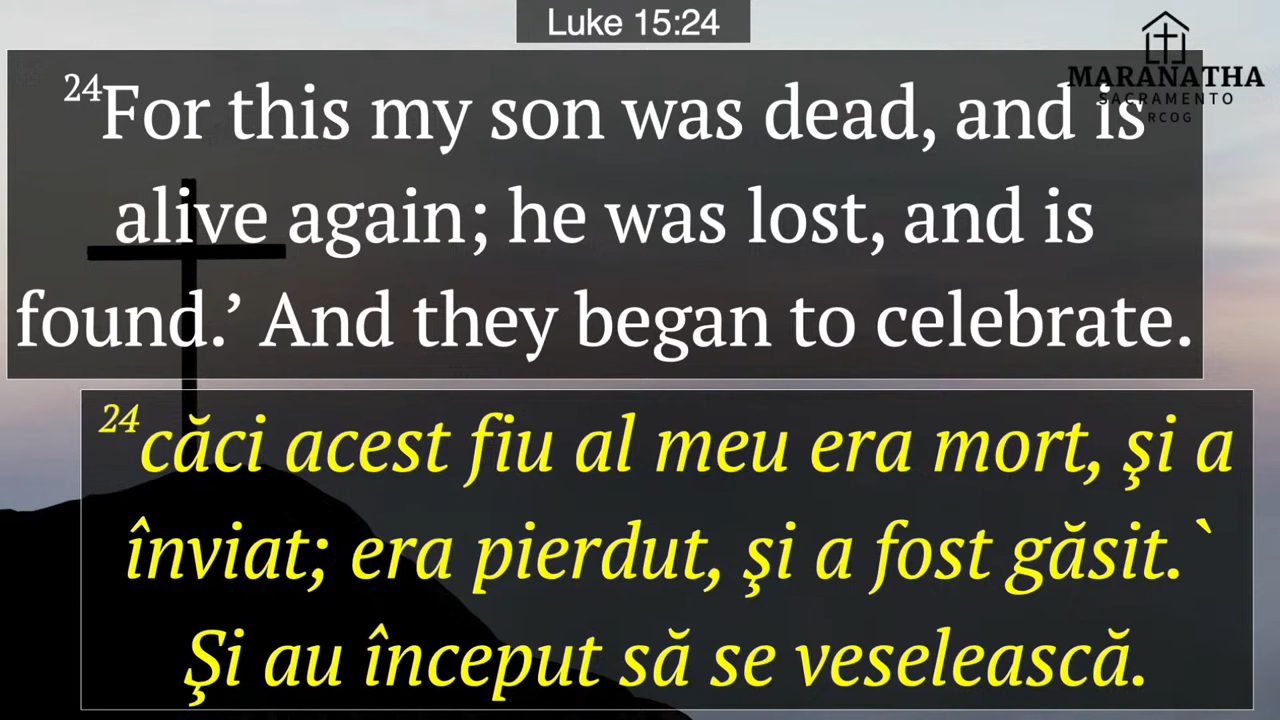 Luke 15:24
MARANATHA
SACRAMENTO
RCOG
24For this my son was dead, and is
alive again; he was lost, and is
found.’ And they began to celebrate.
24căci acest fiu al meu era mort, şi a
înviat; era pierdut, şi a fost găsit.`
Şi au început să se veselească.